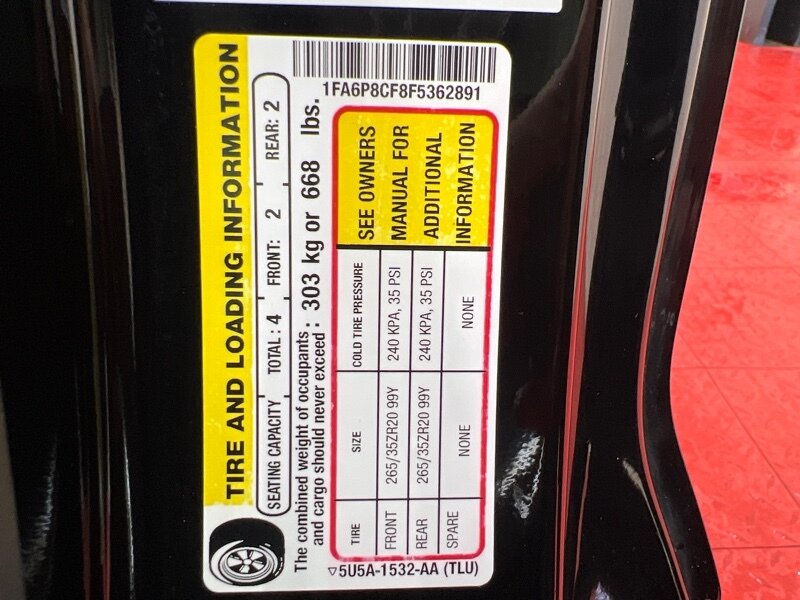 TIRE AND LOADING INFORMATION
SEATING CAPACITY TOTAL : 4 FRONT: 2 REAR: 2
The combined weight of occupants
and cargo should never exceed : 303 kg or 668 lbs.
TIRE SIZE COLD TIRE PRESSURE
FRONT 265/35ZR20 99Y 240 KPA, 35 PSI
REAR 265/35ZR20 99Y 240 KPA, 35 PSI
SPARE NONE NONE
SEE OWNERS
MANUAL FOR
ADDITIONAL
INFORMATION
1FA6P8CF8F5362891
▽5U5A-1532-AA (TLU)